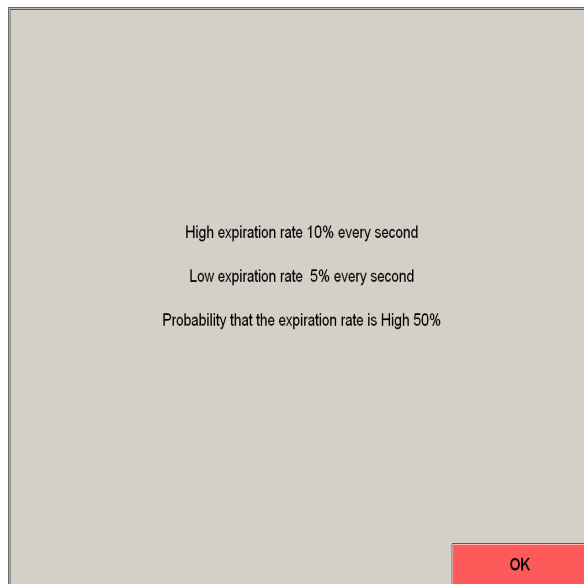 High expiration rate 10% every second
Low expiration rate  5% every second
Probability that the expiration rate is High 50%
OK